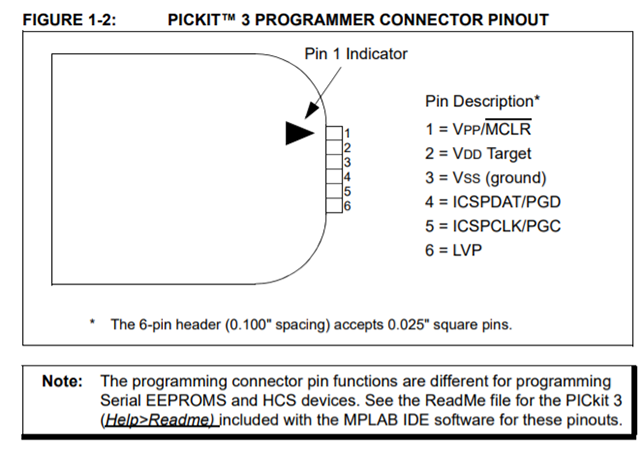 FIGURE 1-2: PICKIT™ 3 PROGRAMMER CONNECTOR PINOUT
Pin 1 Indicator
Pin Description*
1 = VPP/MCLR
2 = VDD Target
3 = VSS (ground)
4 = ICSPDAT/PGD
5 = ICSPCLK/PGC
6 = LVP
1
2
3
4
5
6
* The 6-pin header (0.100" spacing) accepts 0.025" square pins.
Note: The programming connector pin functions are different for programming
Serial EEPROMS and HCS devices. See the ReadMe file for the PICkit 3
(Help>Readme) included with the MPLAB IDE software for these pinouts.